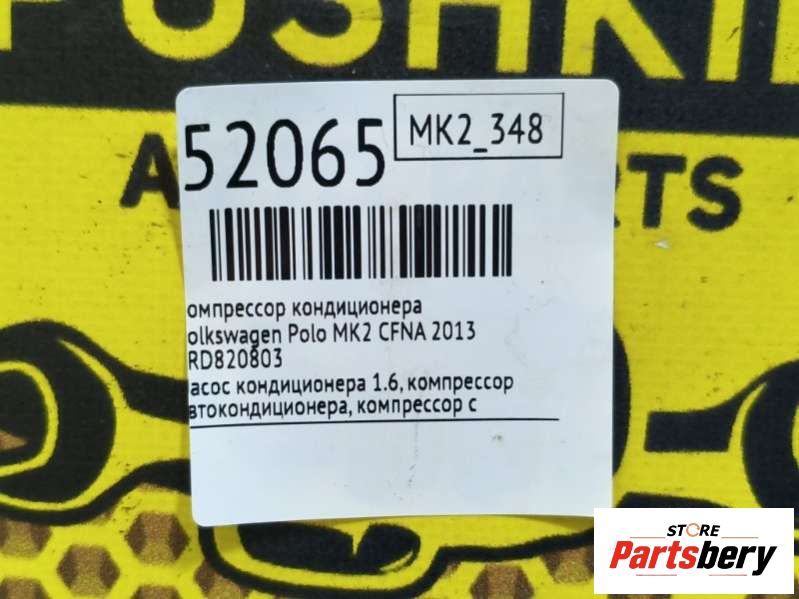 PUSHKIN
52065
MK2_348
омпрессор кондиционера
olkswagen Polo MK2 CFNA 2013
RD820803
асос кондиционера 1.6, компрессор
втокондиционера, компрессор с
STORE
Partsbery